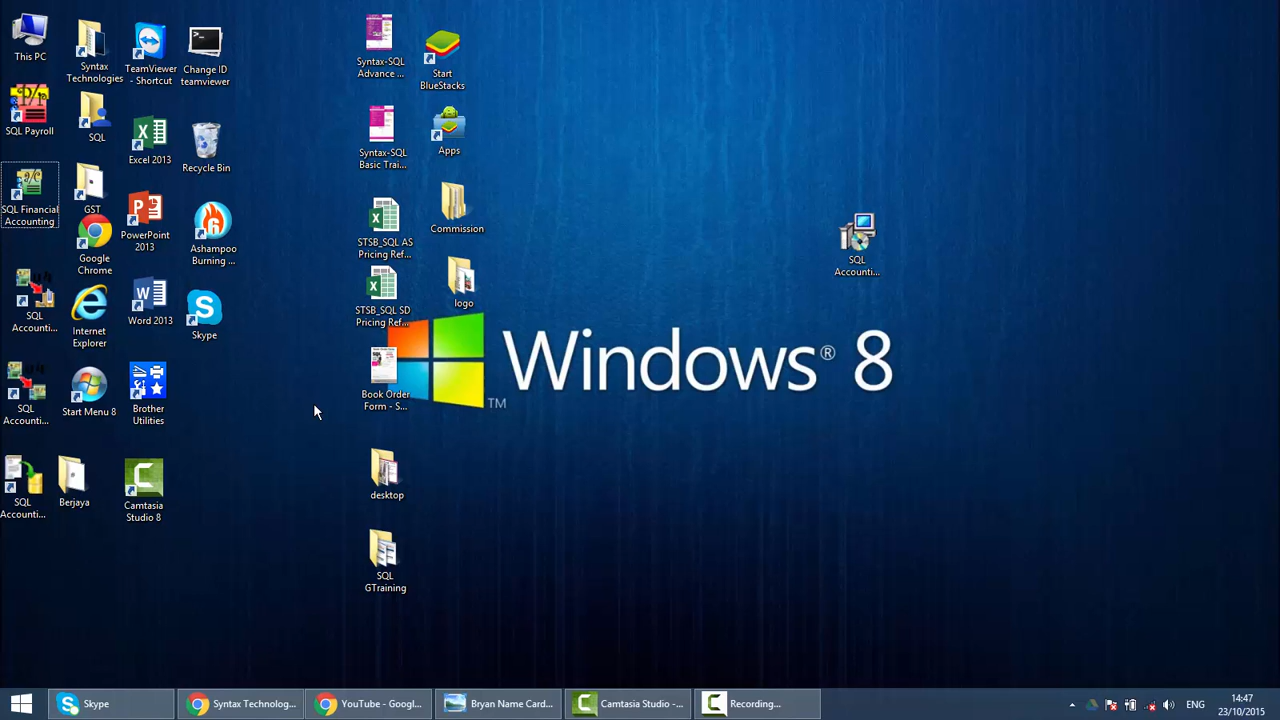 This PC
SQL Payroll
SQL Financial
Accounting
SQL
Accounti...
SQL
Accounti...
SQL
Accounti...
Syntax
Technologies
SQL
GST
Google
Chrome
Internet
Explorer
Start Menu 8
Berjaya
TeamViewer
- Shortcut
Excel 2013
PowerPoint
2013
Word 2013
Brother
Utilities
Camtasia
Studio 8
Change ID
teamviewer
Recycle Bin
Ashampoo
Burning ...
Skype
Syntax-SQL
Advance ...
Syntax-SQL
Basic Trai...
STSB_SQL AS
Pricing Ref...
STSB_SQL SD
Pricing Ref...
Book Order
Form - S...
desktop
SQL
GTraining
Start
BlueStacks
Apps
Commission
logo
SQL
Accounti...
Windows® 8
TM
Skype
Syntax Technolog...
YouTube - Googl...
Bryan Name Card...
Camtasia Studio -...
Recording...
ENG
14:47
23/10/2015